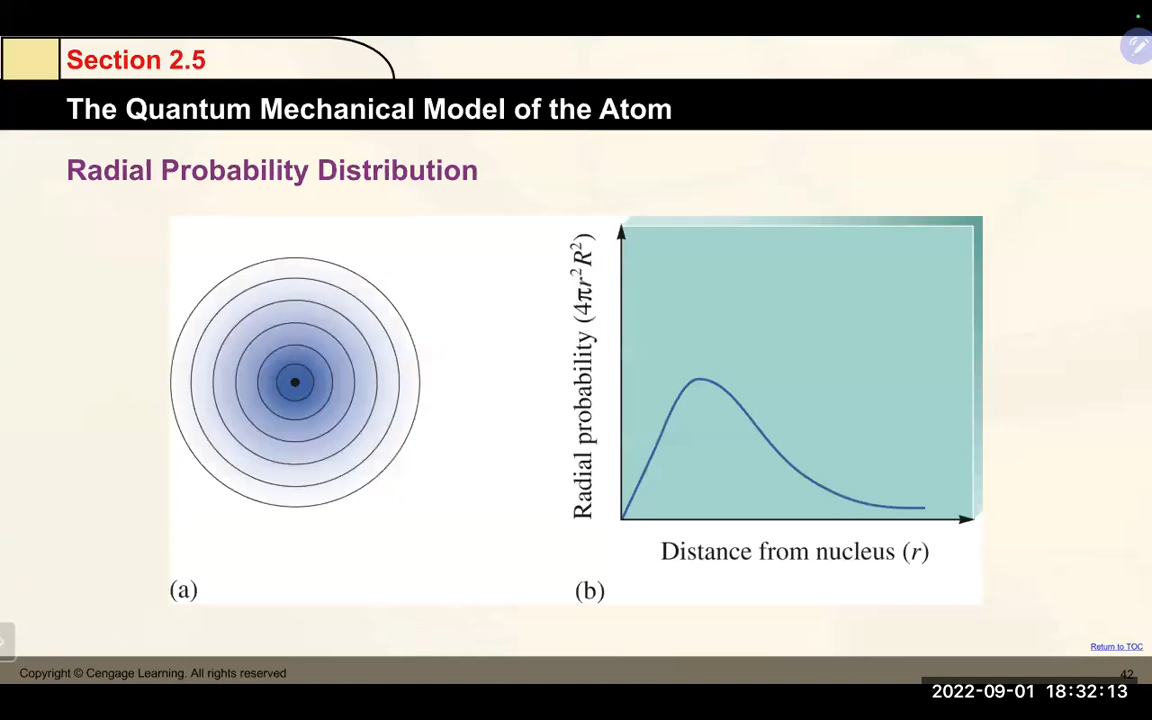 Section 2.5
The Quantum Mechanical Model of the Atom
Radial Probability Distribution
Radial probability (4πr²R²)
Distance from nucleus (r)
(a)
(b)
Return to TOC
Copyright © Cengage Learning. All rights reserved
42
2022-09-01 18:32:13